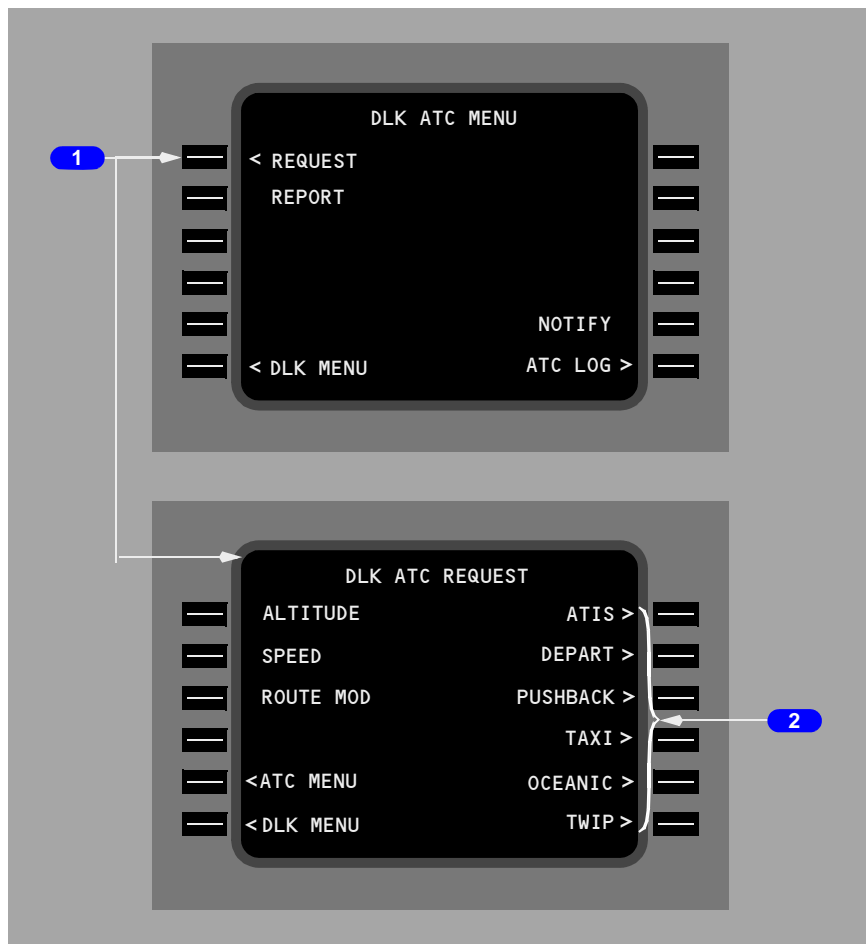 DLK ATC MENU
1
< REQUEST
REPORT
NOTIFY
< DLK MENU ATC LOG >
DLK ATC REQUEST
ALTITUDE ATIS >
SPEED DEPART >
ROUTE MOD PUSHBACK >
2
TAXI >
<ATC MENU OCEANIC >
<DLK MENU TWIP >